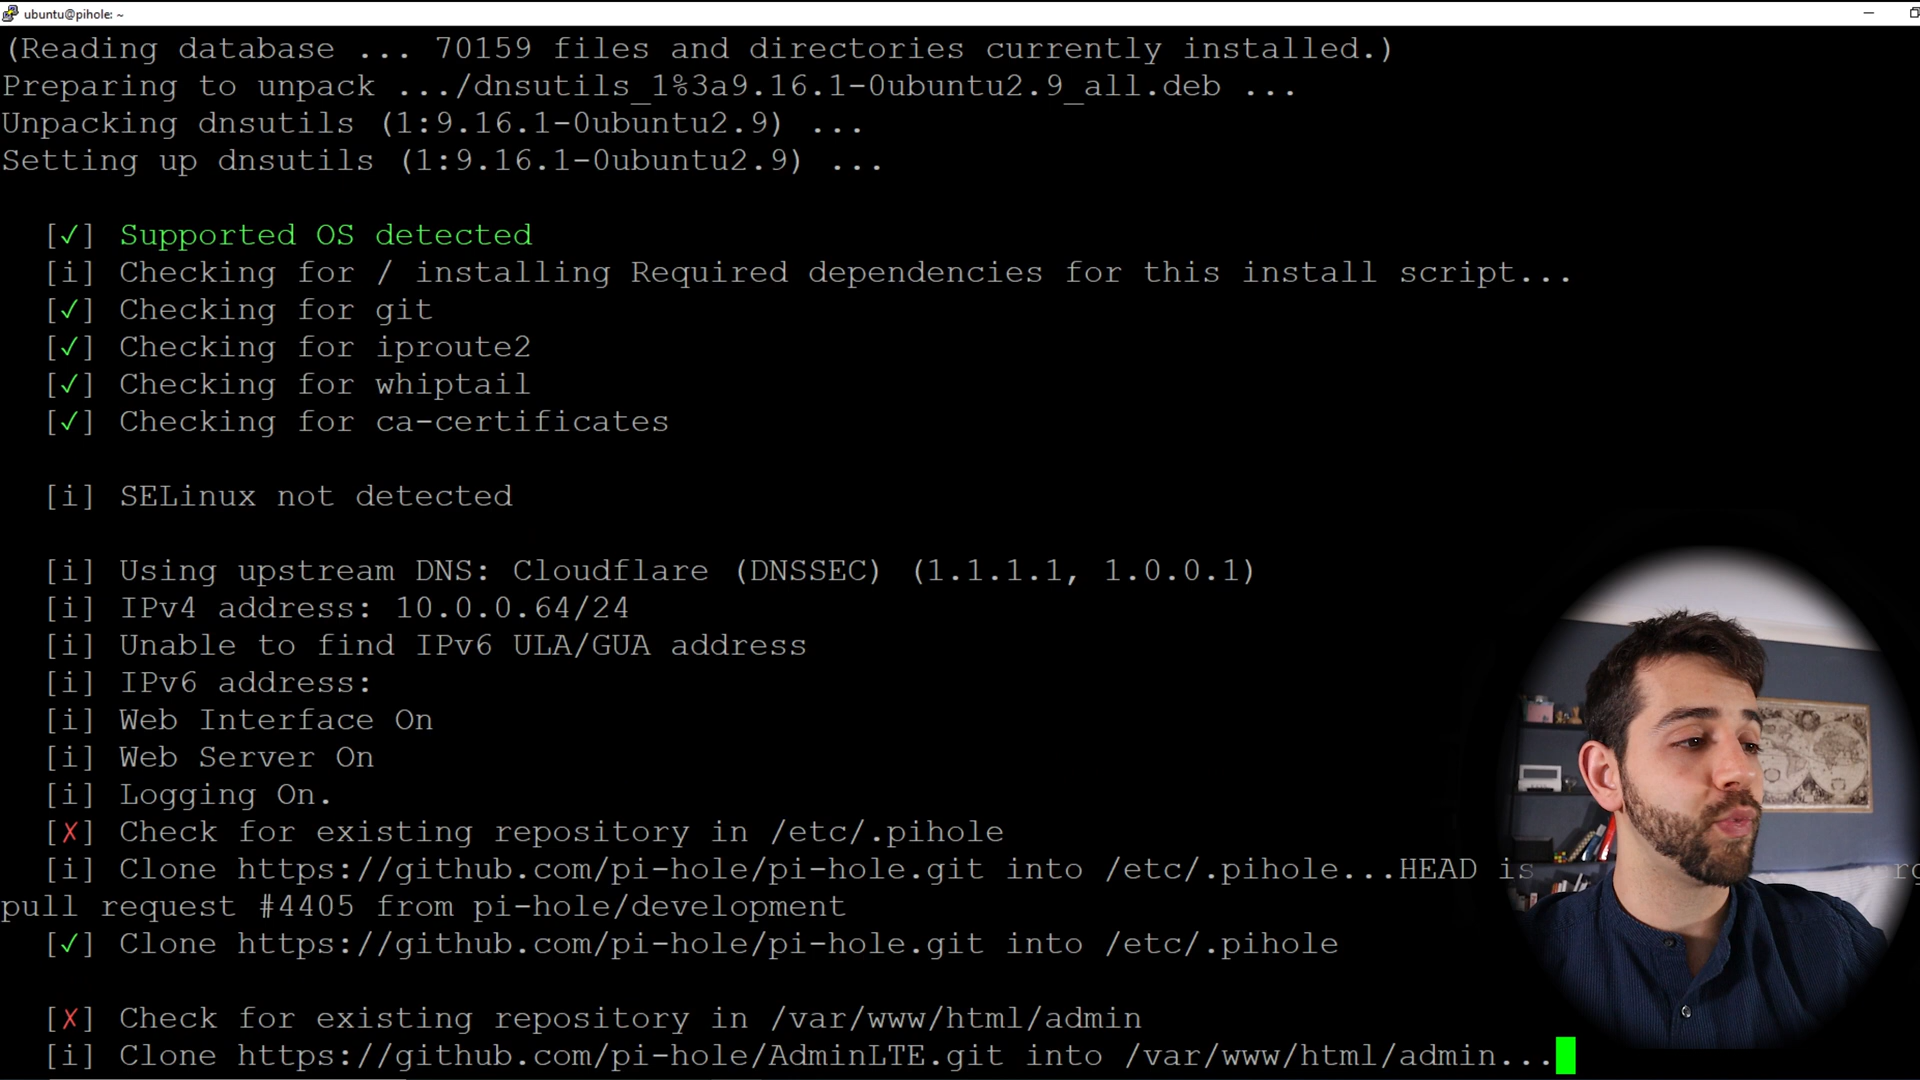 ubuntu@pihole: ~
(Reading database ... 70159 files and directories currently installed.)
Preparing to unpack .../dnsutils_1%3a9.16.1-0ubuntu2.9_all.deb ...
Unpacking dnsutils (1:9.16.1-0ubuntu2.9) ...
Setting up dnsutils (1:9.16.1-0ubuntu2.9) ...
[✓] Supported OS detected
[i] Checking for / installing Required dependencies for this install script...
[✓] Checking for git
[✓] Checking for iproute2
[✓] Checking for whiptail
[✓] Checking for ca-certificates
[i] SELinux not detected
[i] Using upstream DNS: Cloudflare (DNSSEC) (1.1.1.1, 1.0.0.1)
[i] IPv4 address: 10.0.0.64/24
[i] Unable to find IPv6 ULA/GUA address
[i] IPv6 address:
[i] Web Interface On
[i] Web Server On
[i] Logging On.
[✗] Check for existing repository in /etc/.pihole
[i] Clone https://github.com/pi-hole/pi-hole.git into /etc/.pihole...HEAD is
pull request #4405 from pi-hole/development
[✓] Clone https://github.com/pi-hole/pi-hole.git into /etc/.pihole
[✗] Check for existing repository in /var/www/html/admin
[i] Clone https://github.com/pi-hole/AdminLTE.git into /var/www/html/admin...